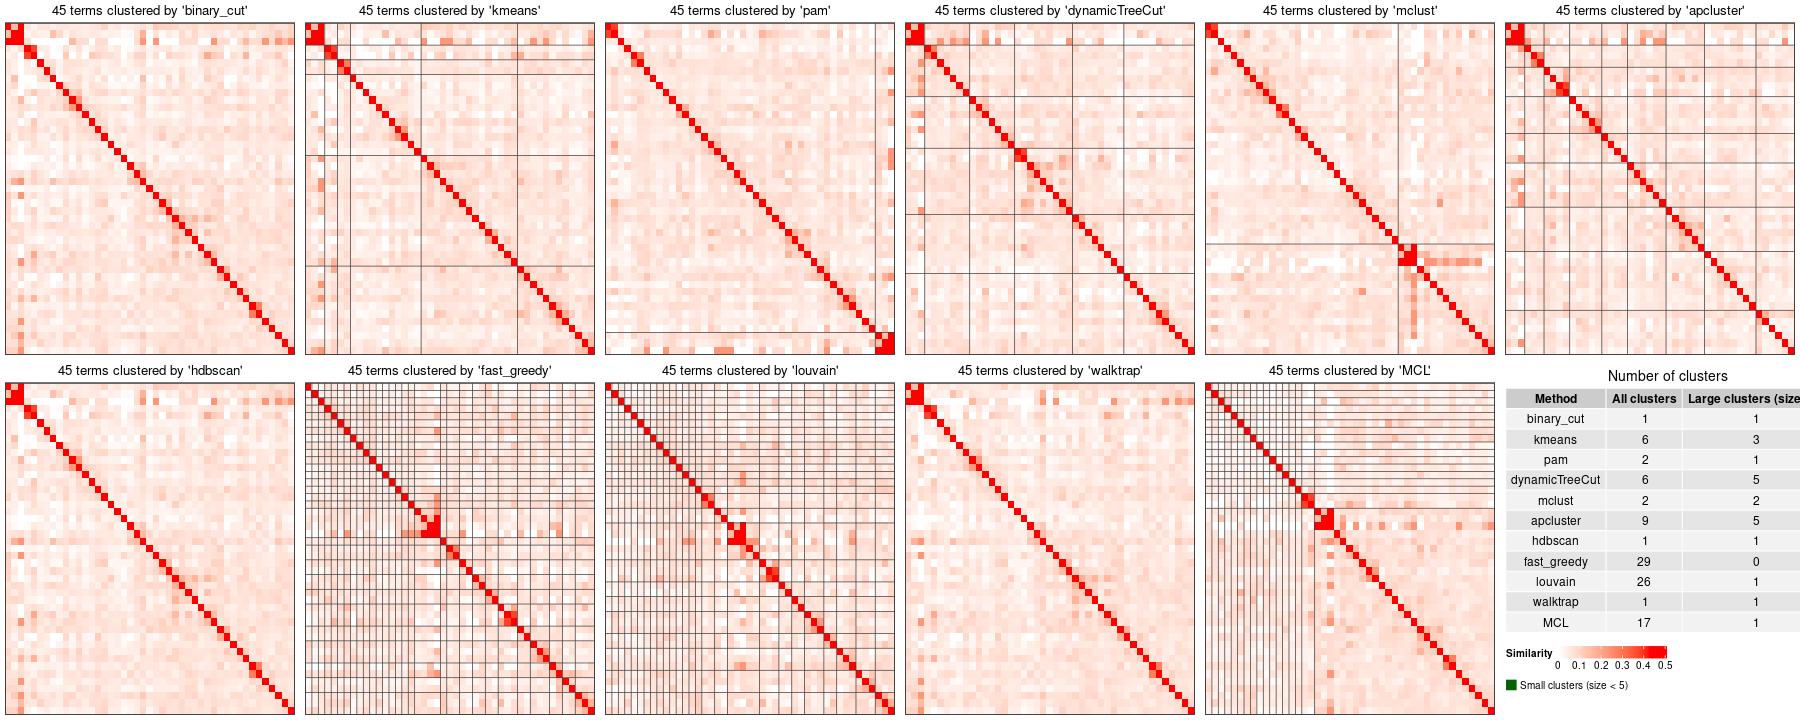 45 terms clustered by 'binary_cut'
45 terms clustered by 'kmeans'
45 terms clustered by 'pam'
45 terms clustered by 'dynamicTreeCut'
45 terms clustered by 'mclust'
45 terms clustered by 'apcluster'
45 terms clustered by 'hdbscan'
45 terms clustered by 'fast_greedy'
45 terms clustered by 'louvain'
45 terms clustered by 'walktrap'
45 terms clustered by 'MCL'
Number of clusters
Method All clusters Large clusters (size
binary_cut 1 1
kmeans 6 3
pam 2 1
dynamicTreeCut 6 5
mclust 2 2
apcluster 9 5
hdbscan 1 1
fast_greedy 29 0
louvain 26 1
walktrap 1 1
MCL 17 1
Similarity
0 0.1 0.2 0.3 0.4 0.5
Small clusters (size < 5)